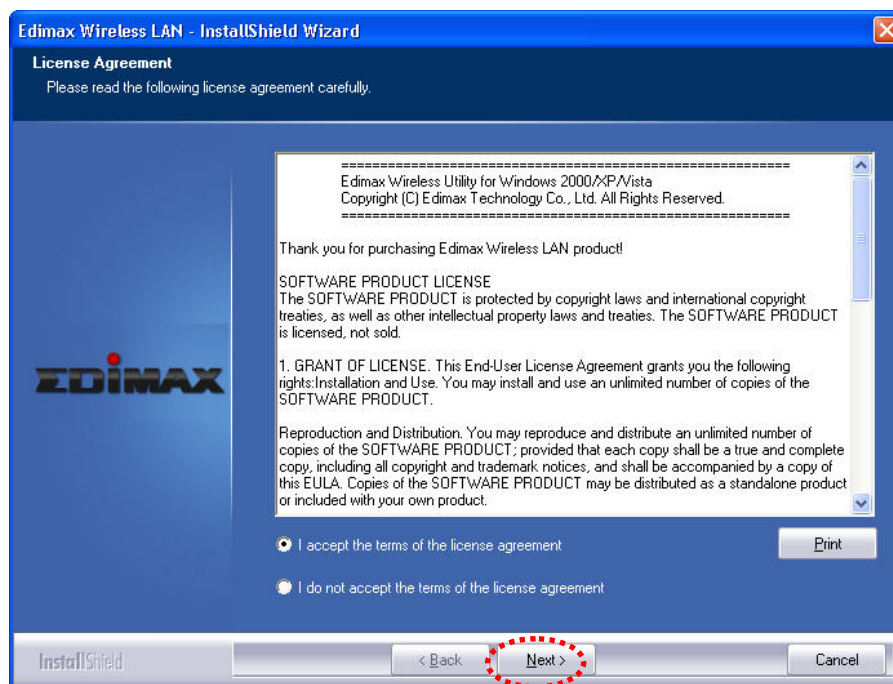 Edimax Wireless LAN - InstallShield Wizard
License Agreement
Please read the following license agreement carefully.
==========================================================
Edimax Wireless Utility for Windows 2000/XP/Vista
Copyright (C) Edimax Technology Co., Ltd. All Rights Reserved.
==========================================================
Thank you for purchasing Edimax Wireless LAN product!
SOFTWARE PRODUCT LICENSE
The SOFTWARE PRODUCT is protected by copyright laws and international copyright
treaties, as well as other intellectual property laws and treaties. The SOFTWARE PRODUCT
is licensed, not sold.
1. GRANT OF LICENSE. This End-User License Agreement grants you the following
rights:Installation and Use. You may install and use an unlimited number of copies of the
SOFTWARE PRODUCT.
Reproduction and Distribution. You may reproduce and distribute an unlimited number of
copies of the SOFTWARE PRODUCT; provided that each copy shall be a true and complete
copy, including all copyright and trademark notices, and shall be accompanied by a copy of
this EULA. Copies of the SOFTWARE PRODUCT may be distributed as a standalone product
or included with your own product.
EDIMAX
I accept the terms of the license agreement
Print
I do not accept the terms of the license agreement
InstallShield
< Back
Next >
Cancel